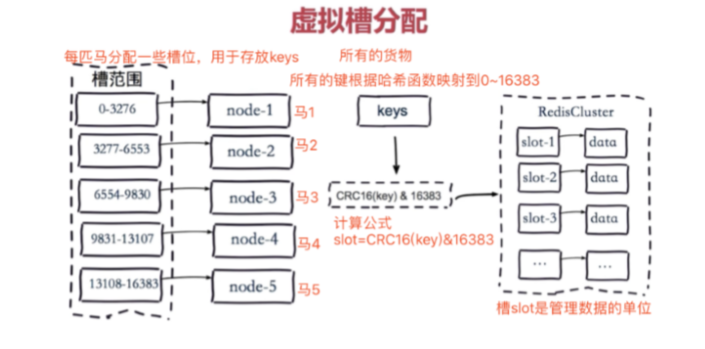 虚拟槽分配
每匹马分配一些槽位，用于存放keys
所有的货物
槽范围
所有的键根据哈希函数映射到0~16383
0-3276
node-1
马1
keys
RedisCluster
3277-6553
node-2
马2
slot-1
data
6554-9830
node-3
马3
CRC16(key) & 16383
slot-2
data
计算公式
slot=CRC16(key)&16383
slot-3
data
9831-13107
node-4
马4
...
...
13108-16383
node-5
马5
槽slot是管理数据的单位